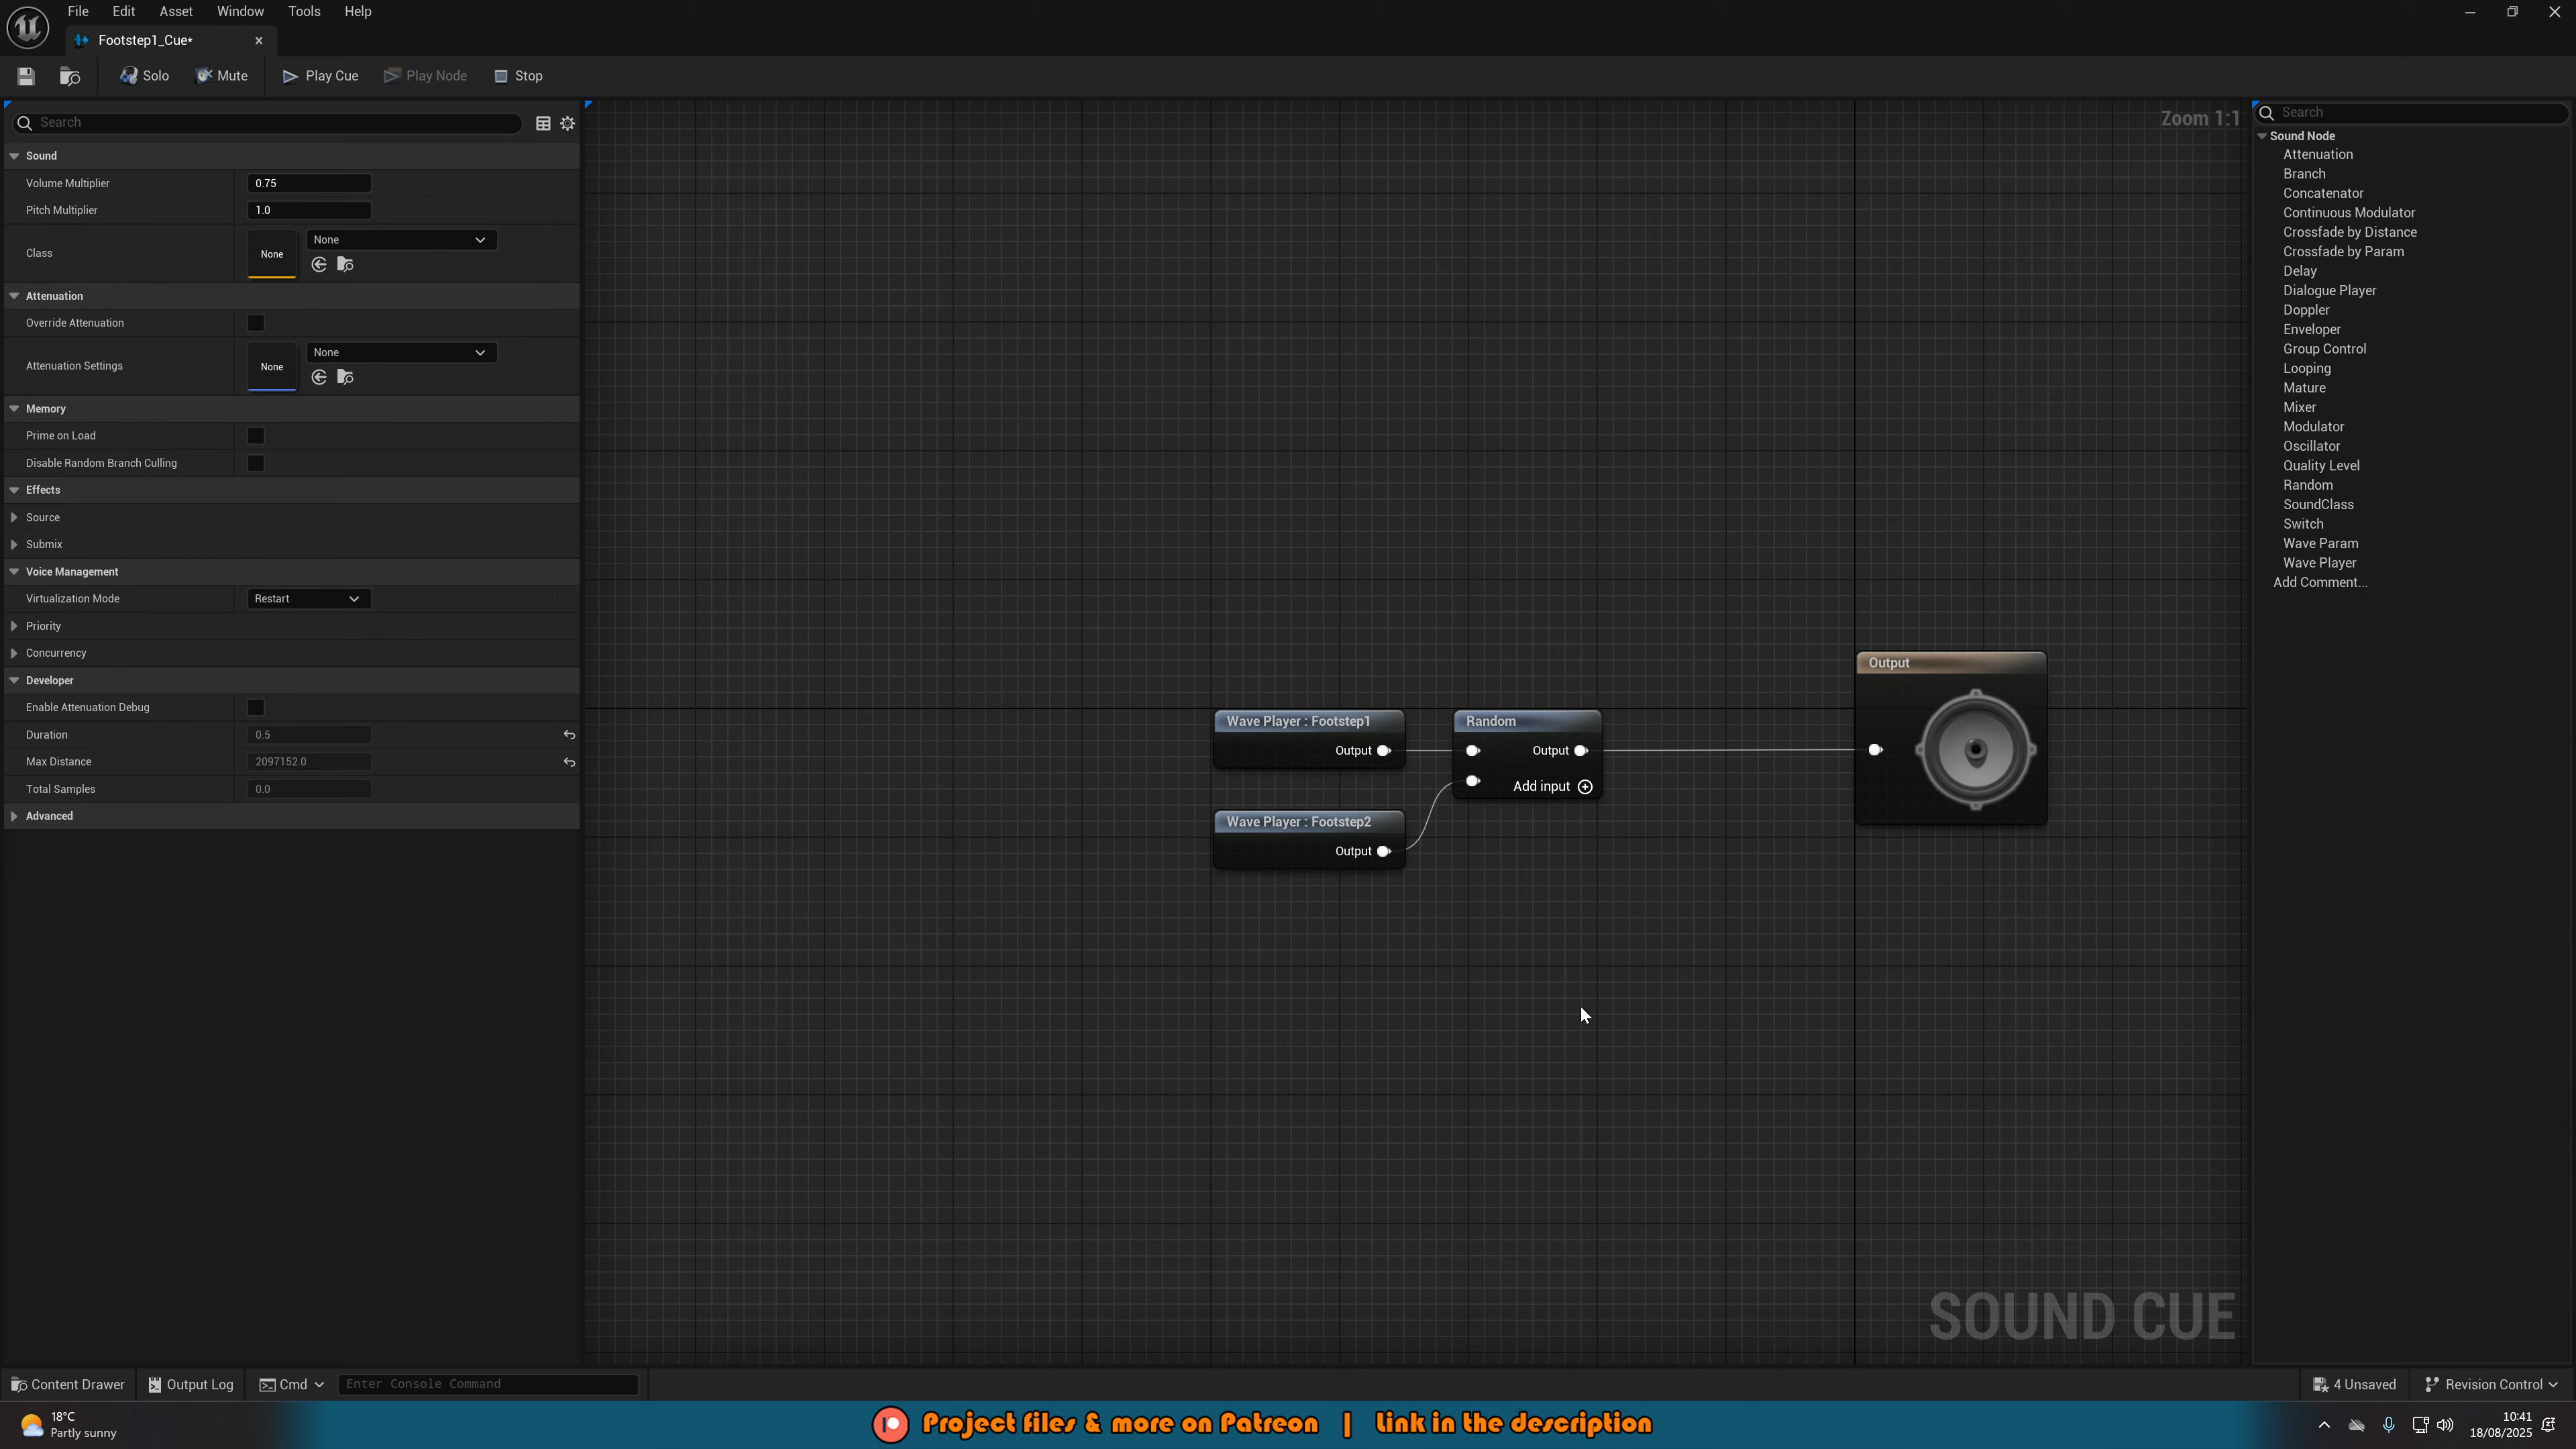 File Edit Asset Window Tools Help
Footstep1_Cue*
Solo Mute Play Cue Play Node Stop
Search
Sound
Volume Multiplier 0.75
Pitch Multiplier 1.0
Class None None
Attenuation
Override Attenuation
Attenuation Settings None None
Memory
Prime on Load
Disable Random Branch Culling
Effects
Source
Submix
Voice Management
Virtualization Mode Restart
Priority
Concurrency
Developer
Enable Attenuation Debug
Duration 0.5
Max Distance 2097152.0
Total Samples 0.0
Advanced
Zoom 1:1
Wave Player : Footstep1
Output
Random
Output
Add input
Wave Player : Footstep2
Output
Output
SOUND CUE
Search
Sound Node
Attenuation
Branch
Concatenator
Continuous Modulator
Crossfade by Distance
Crossfade by Param
Delay
Dialogue Player
Doppler
Enveloper
Group Control
Looping
Mature
Mixer
Modulator
Oscillator
Quality Level
Random
SoundClass
Switch
Wave Param
Wave Player
Add Comment...
Content Drawer Output Log Cmd Enter Console Command 4 Unsaved Revision Control
18°C
Partly sunny
Project files & more on Patreon | Link in the description
10:41
18/08/2025